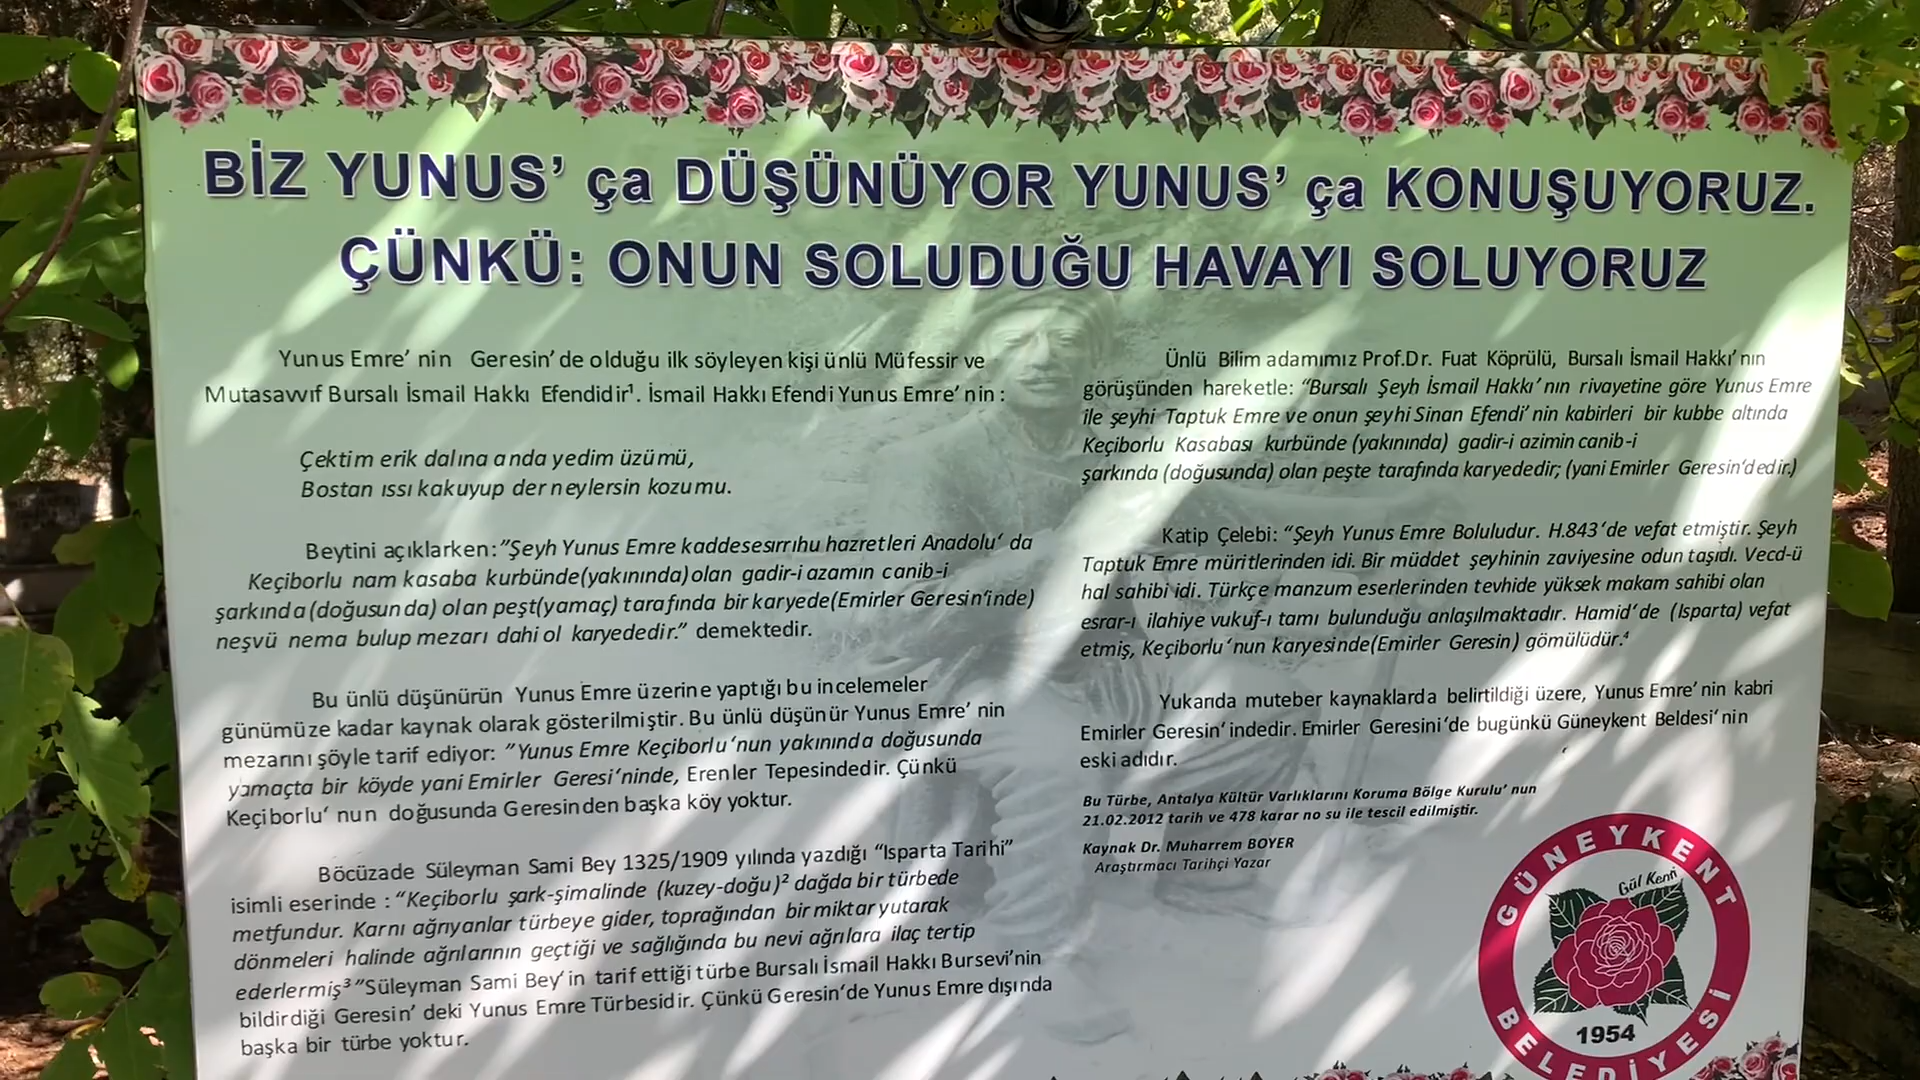 BİZ YUNUS’ ça DÜŞÜNÜYOR YUNUS’ ça KONUŞUYORUZ.
ÇÜNKÜ: ONUN SOLUDUĞU HAVAYI SOLUYORUZ
Yunus Emre’ nin Geresin’ de olduğu ilk söyleyen kişi ünlü Müfessir ve
Mutasavvıf Bursalı İsmail Hakkı Efendidir¹. İsmail Hakkı Efendi Yunus Emre’ nin :
Çektim erik dalına anda yedim üzümü,
Bostan ıssı kakuyup der neylersin kozumu.
Beytini açıklarken:”Şeyh Yunus Emre kaddesesırrıhu hazretleri Anadolu‘ da
Keçiborlu nam kasaba kurbünde(yakınında)olan gadir-i azamın canib-i
şarkında(doğusunda) olan peşt(yamaç) tarafında bir karyede(Emirler Geresin‘inde)
neşvü nema bulup mezarı dahi ol karyededir.” demektedir.
Bu ünlü düşünürün Yunus Emre üzerine yaptığı bu incelemeler
günümüze kadar kaynak olarak gösterilmiştir. Bu ünlü düşünür Yunus Emre’ nin
mezarını şöyle tarif ediyor: ”Yunus Emre Keçiborlu‘nun yakınında doğusunda
yamaçta bir köyde yani Emirler Geresi‘ninde, Erenler Tepesindedir. Çünkü
Keçiborlu‘ nun doğusunda Geresinden başka köy yoktur.
Böcüzade Süleyman Sami Bey 1325/1909 yılında yazdığı “Isparta Tarihi”
isimli eserinde : “Keçiborlu şark-şimalinde (kuzey-doğu)² dağda bir türbede
metfundur. Karnı ağrıyanlar türbeye gider, toprağından bir miktar yutarak
dönmeleri halinde ağrılarının geçtiği ve sağlığında bu nevi ağrılara ilaç tertip
ederlermiş³”Süleyman Sami Bey‘in tarif ettiği türbe Bursalı İsmail Hakkı Bursevi’nin
bildirdiği Geresin’ deki Yunus Emre Türbesidir. Çünkü Geresin‘de Yunus Emre dışında
başka bir türbe yoktur.
Ünlü Bilim adamımız Prof.Dr. Fuat Köprülü, Bursalı İsmail Hakkı’nın
görüşünden hareketle: “Bursalı Şeyh İsmail Hakkı’nın rivayetine göre Yunus Emre
ile şeyhi Taptuk Emre ve onun şeyhi Sinan Efendi’nin kabirleri bir kubbe altında
Keçiborlu Kasabası kurbünde (yakınında) gadir-i azimin canib-i
şarkında (doğusunda) olan peşte tarafında karyededir; (yani Emirler Geresin‘dedir.)
Katip Çelebi: “Şeyh Yunus Emre Boluludur. H.843‘de vefat etmiştir. Şeyh
Taptuk Emre müritlerinden idi. Bir müddet şeyhinin zaviyesine odun taşıdı. Vecd-ü
hal sahibi idi. Türkçe manzum eserlerinden tevhide yüksek makam sahibi olan
esrar-ı ilahiye vukuf-ı tamı bulunduğu anlaşılmaktadır. Hamid‘de (Isparta) vefat
etmiş, Keçiborlu‘nun karyesinde(Emirler Geresin) gömülüdür.⁴
Yukarıda muteber kaynaklarda belirtildiği üzere, Yunus Emre’ nin kabri
Emirler Geresin‘ indedir. Emirler Geresini‘de bugünkü Güneykent Beldesi‘nin
eski adıdır.
Bu Türbe, Antalya Kültür Varlıklarını Koruma Bölge Kurulu’ nun
21.02.2012 tarih ve 478 karar no su ile tescil edilmiştir.
Kaynak Dr. Muharrem BOYER
Araştırmacı Tarihçi Yazar
GÜNEYKENT
Gül Kenti
1954
BELEDİYESİ